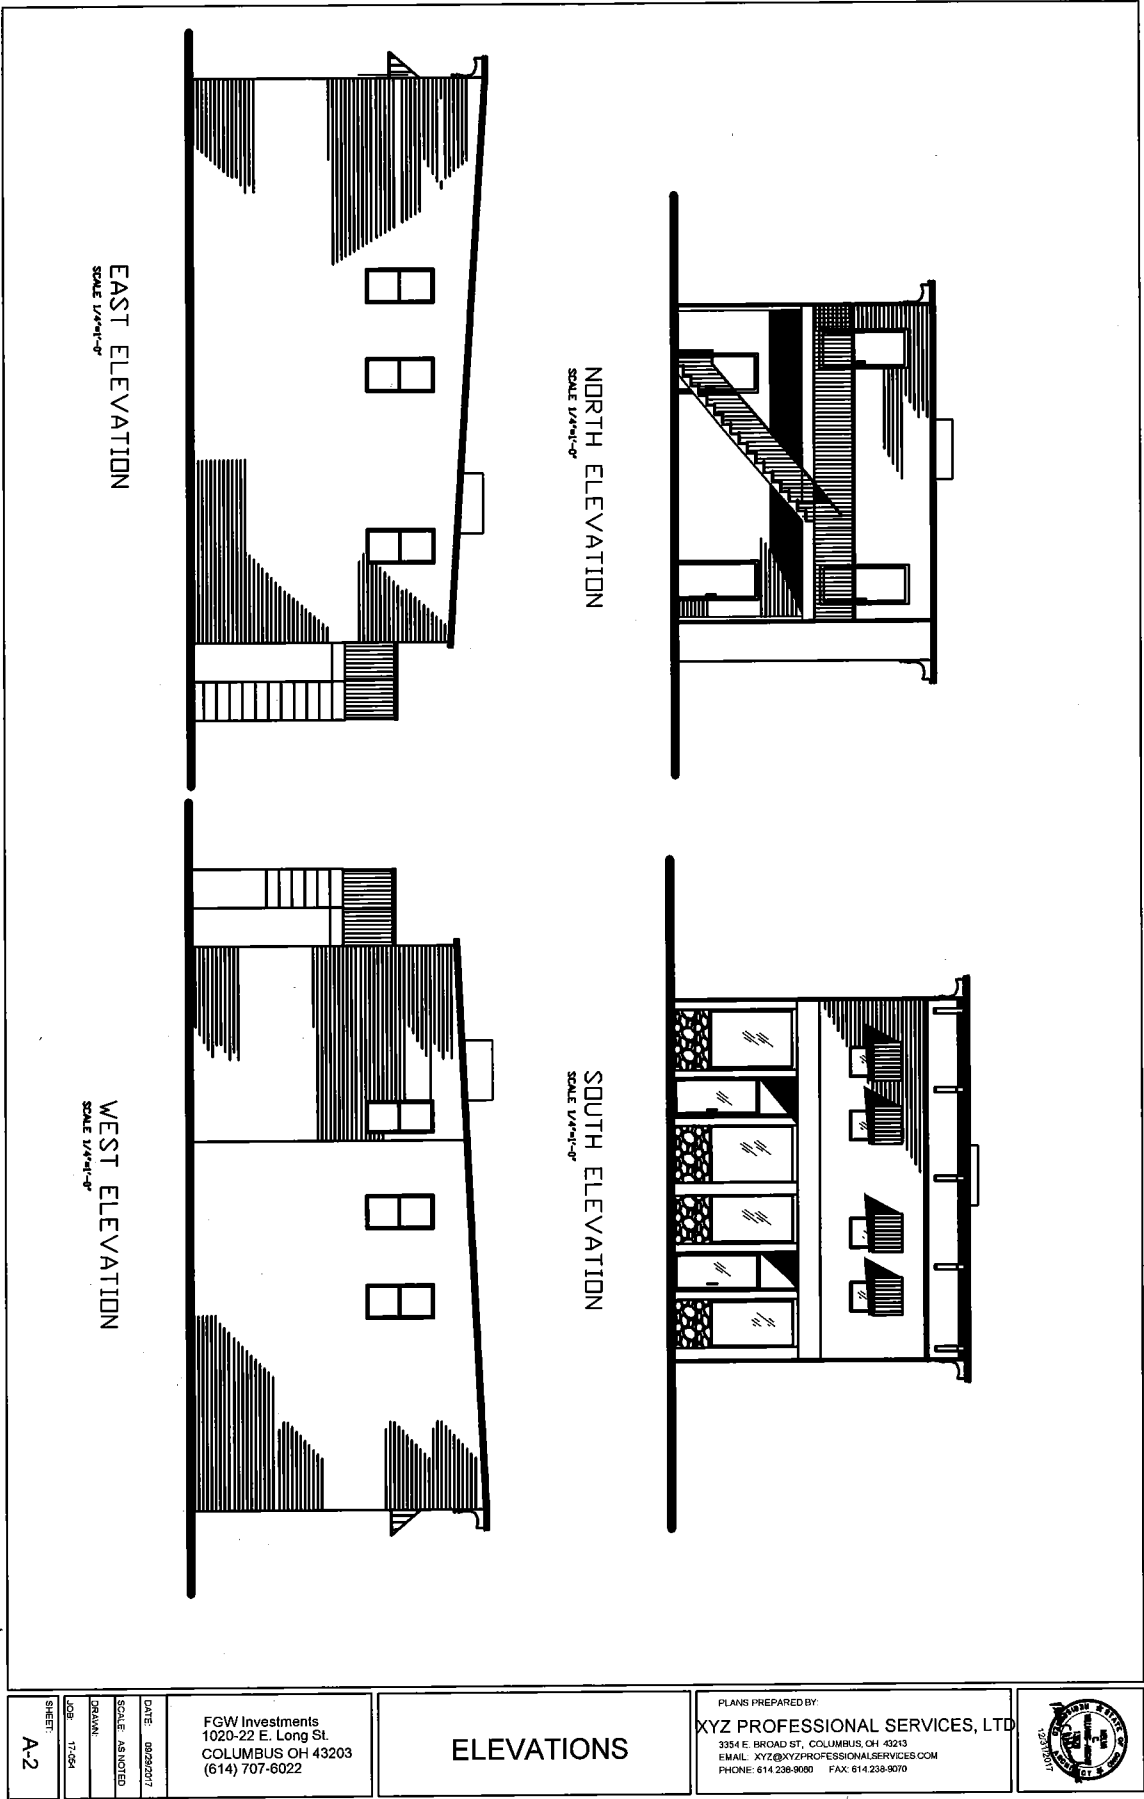 NORTH ELEVATION
SCALE 1/4"=1'-0"
SOUTH ELEVATION
SCALE 1/4"=1'-0"
EAST ELEVATION
SCALE 1/4"=1'-0"
WEST ELEVATION
SCALE 1/4"=1'-0"
STATE OF OHIO
12/31/2017
PLANS PREPARED BY:
XYZ PROFESSIONAL SERVICES, LTD
3354 E. BROAD ST, COLUMBUS, OH 43213
EMAIL: XYZ@XYZPROFESSIONALSERVICES.COM
PHONE: 614.238-9060 FAX: 614.238-9070
ELEVATIONS
FGW Investments
1020-22 E. Long St.
COLUMBUS OH 43203
(614) 707-6022
DATE: 09/29/2017
SCALE: AS NOTED
DRAWN:
JOB: 17-054
SHEET:
A-2